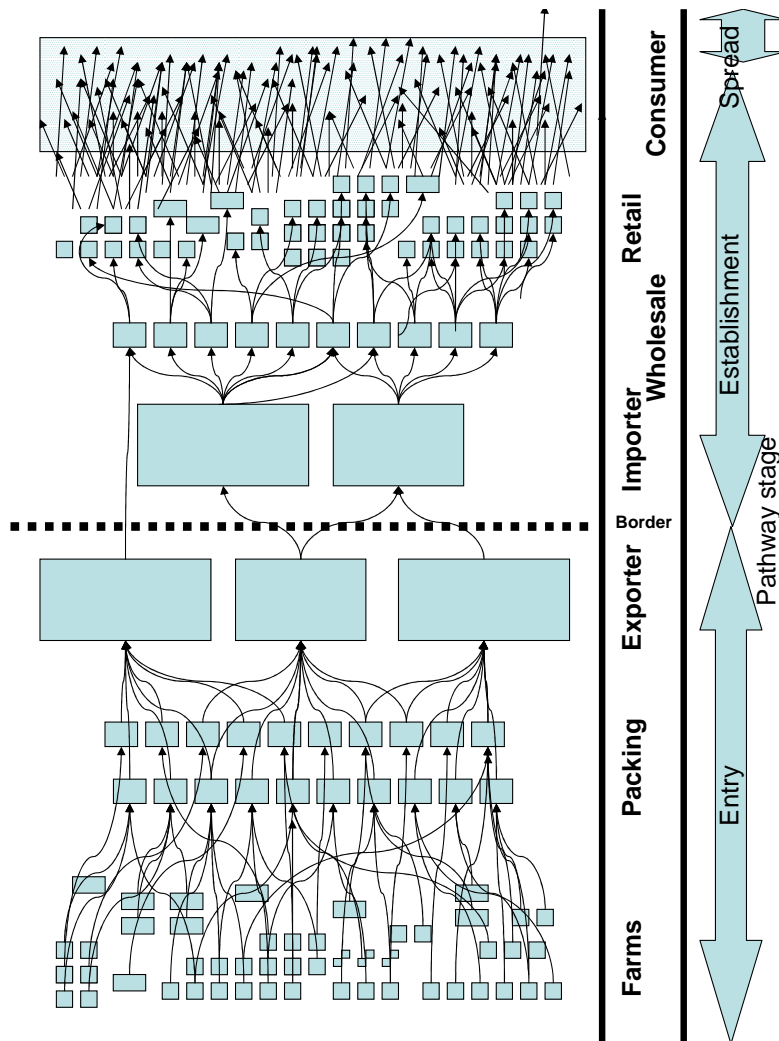 Consumer
Spread
Retail
Wholesale
Establishment
Importer
Border
Pathway stage
Exporter
Packing
Entry
Farms